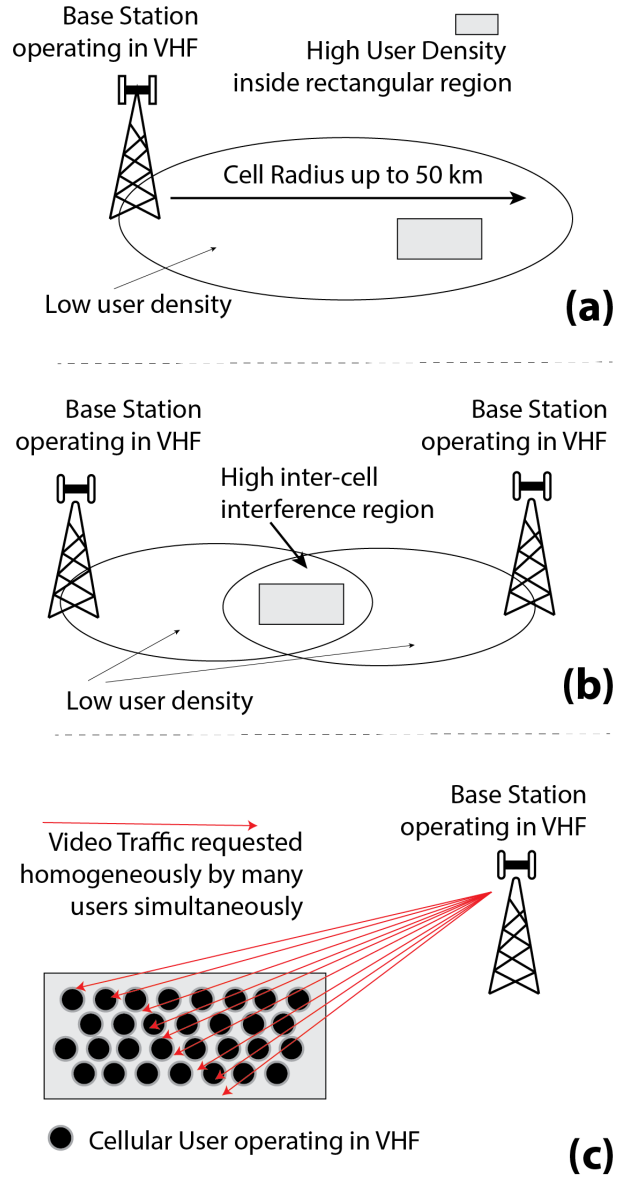 Base Station
operating in VHF
High User Density
inside rectangular region
Cell Radius up to 50 km
Low user density
(a)
Base Station
operating in VHF
Base Station
operating in VHF
High inter-cell
interference region
Low user density
(b)
Base Station
operating in VHF
Video Traffic requested
homogeneously by many
users simultaneously
Cellular User operating in VHF
(c)